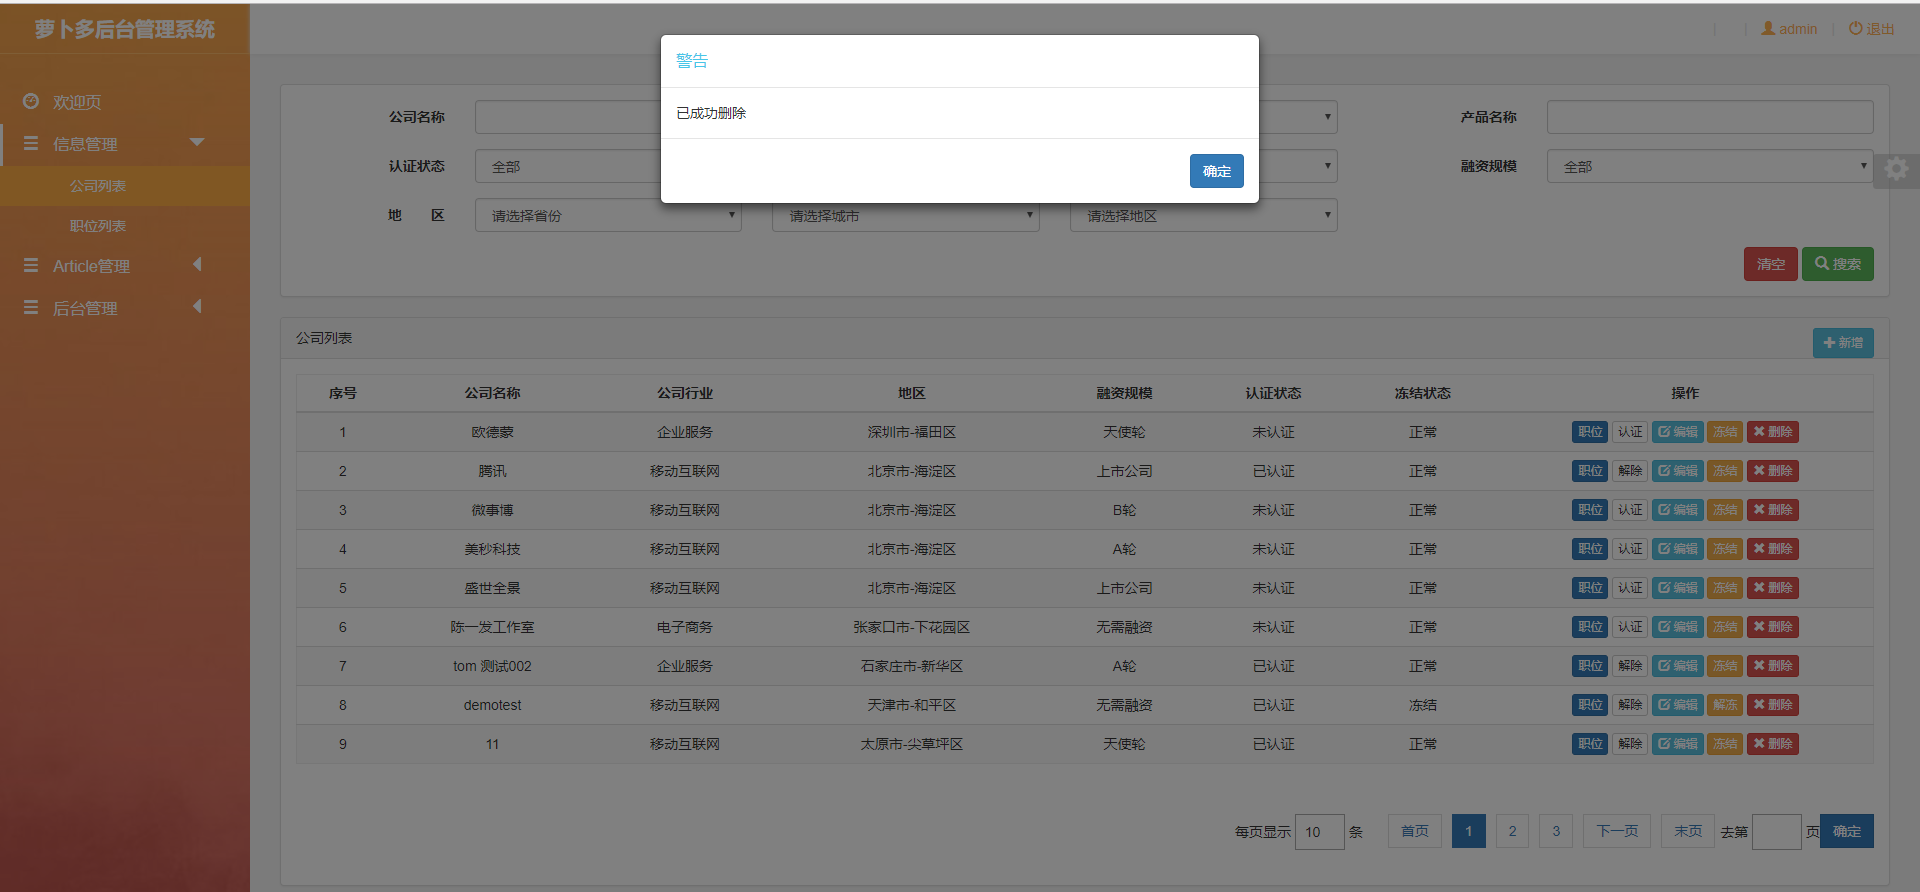 萝卜多后台管理系统
admin
退出
欢迎页
信息管理
公司列表
职位列表
Article管理
后台管理
警告
已成功删除
确定
公司名称
产品名称
认证状态 全部
融资规模 全部
地 区 请选择省份 请选择城市 请选择地区
清空 搜索
公司列表
新增
序号 公司名称 公司行业 地区 融资规模 认证状态 冻结状态 操作
1 欧德蒙 企业服务 深圳市-福田区 天使轮 未认证 正常 职位 认证 编辑 冻结 删除
2 腾讯 移动互联网 北京市-海淀区 上市公司 已认证 正常 职位 解除 编辑 冻结 删除
3 微事博 移动互联网 北京市-海淀区 B轮 未认证 正常 职位 认证 编辑 冻结 删除
4 美秒科技 移动互联网 北京市-海淀区 A轮 未认证 正常 职位 认证 编辑 冻结 删除
5 盛世全景 移动互联网 北京市-海淀区 上市公司 未认证 正常 职位 认证 编辑 冻结 删除
6 陈一发工作室 电子商务 张家口市-下花园区 无需融资 未认证 正常 职位 认证 编辑 冻结 删除
7 tom 测试002 企业服务 石家庄市-新华区 A轮 已认证 正常 职位 解除 编辑 冻结 删除
8 demotest 移动互联网 天津市-和平区 无需融资 已认证 冻结 职位 解除 编辑 解冻 删除
9 11 移动互联网 太原市-尖草坪区 天使轮 已认证 正常 职位 解除 编辑 冻结 删除
每页显示 10 条 首页 1 2 3 下一页 末页 去第 页 确定